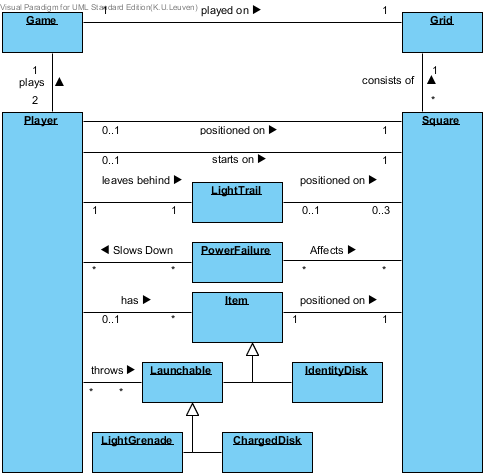 Visual Paradigm for UML Standard Edition(K.U.Leuven)
1 played on ▶ 1
Game Grid
1 1
plays ▲ consists of ▲
2 *
Player Square
0..1 positioned on ▶ 1
0..1 starts on ▶ 1
leaves behind ▶ positioned on ▶
LightTrail
1 1 0..1 0..3
◀ Slows Down PowerFailure Affects ▶
* * * *
has ▶ Item positioned on ▶
0..1 * 1 1
throws ▶ Launchable IdentityDisk
* *
LightGrenade ChargedDisk